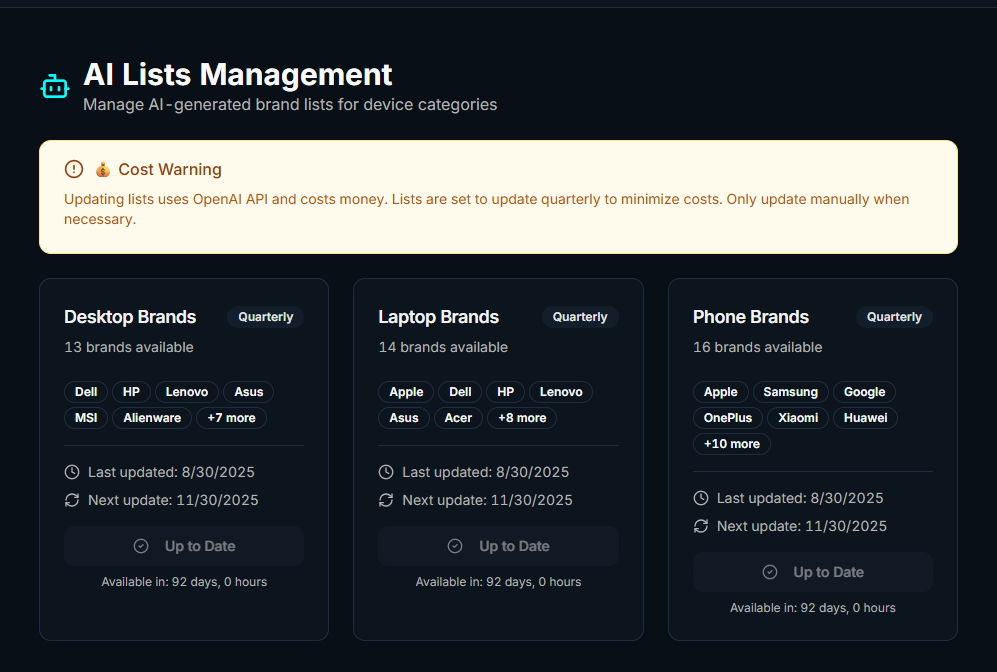 AI Lists Management
Manage AI-generated brand lists for device categories
💰 Cost Warning
Updating lists uses OpenAI API and costs money. Lists are set to update quarterly to minimize costs. Only update manually when
necessary.
Desktop Brands
Quarterly
13 brands available
Dell HP Lenovo Asus
MSI Alienware +7 more
Last updated: 8/30/2025
Next update: 11/30/2025
Up to Date
Available in: 92 days, 0 hours
Laptop Brands
Quarterly
14 brands available
Apple Dell HP Lenovo
Asus Acer +8 more
Last updated: 8/30/2025
Next update: 11/30/2025
Up to Date
Available in: 92 days, 0 hours
Phone Brands
Quarterly
16 brands available
Apple Samsung Google
OnePlus Xiaomi Huawei
+10 more
Last updated: 8/30/2025
Next update: 11/30/2025
Up to Date
Available in: 92 days, 0 hours